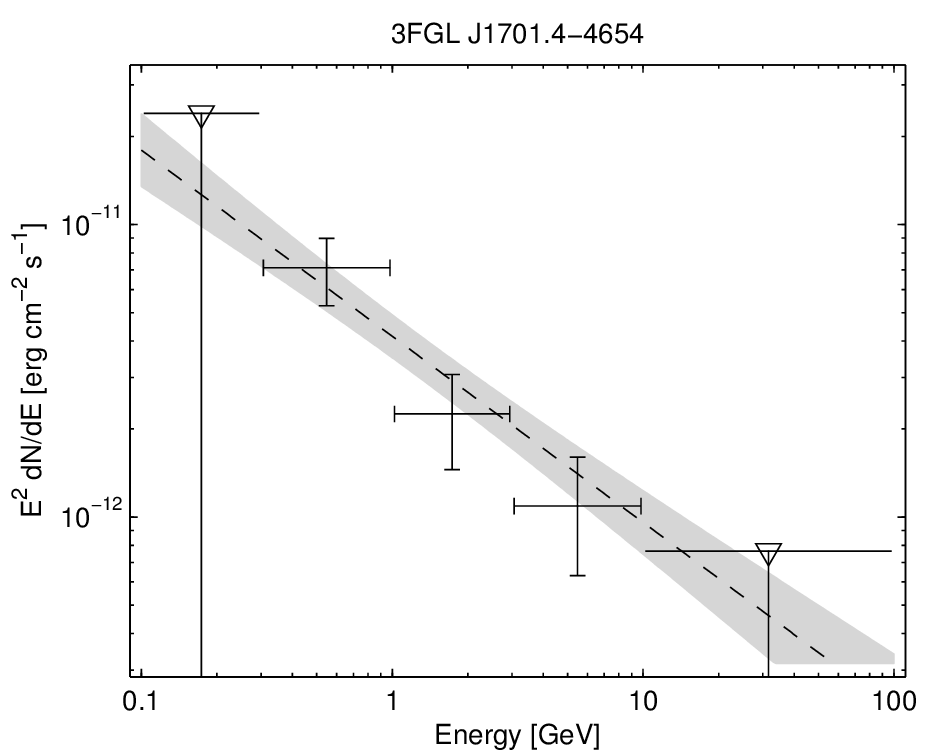 3FGL J1701.4−4654
E² dN/dE [erg cm⁻² s⁻¹]
10⁻¹¹
10⁻¹²
0.1 1 10 100
Energy [GeV]